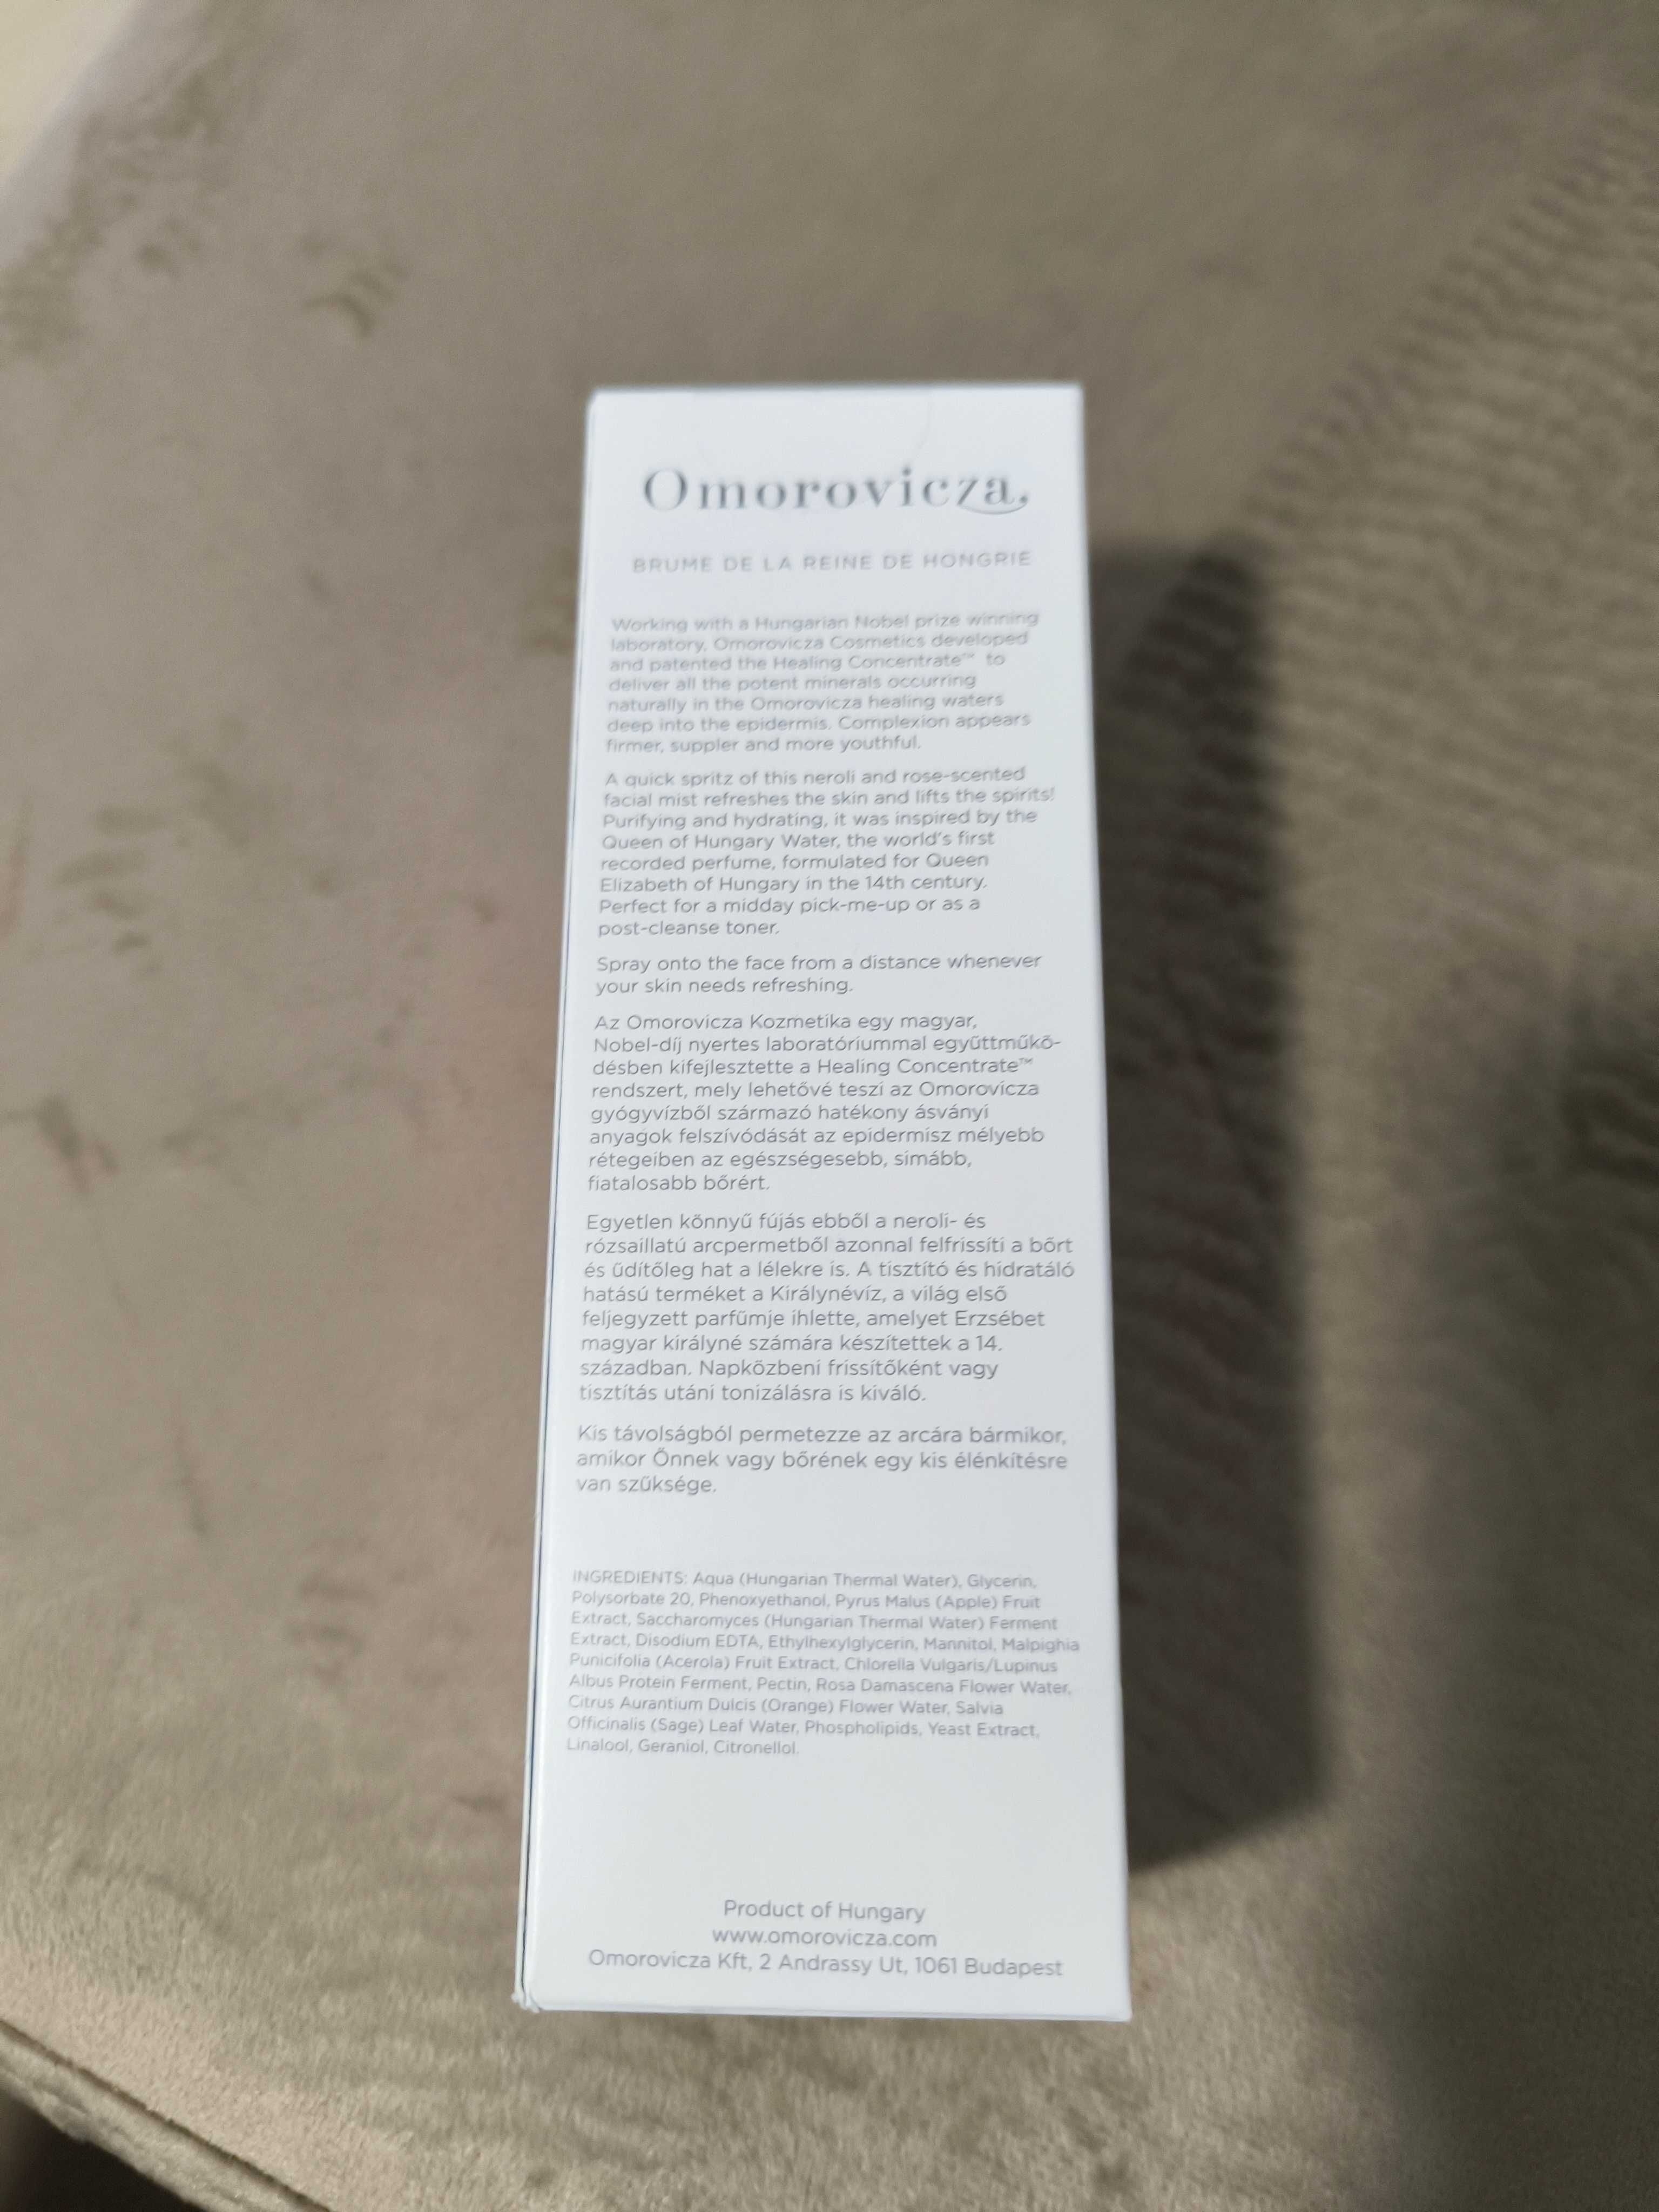 Omorovicza.
BRUME DE LA REINE DE HONGRIE
Working with a Hungarian Nobel prize winning
laboratory, Omorovicza Cosmetics developed
and patented the Healing Concentrate™ to
deliver all the potent minerals occurring
naturally in the Omorovicza healing waters
deep into the epidermis. Complexion appears
firmer, suppler and more youthful.
A quick spritz of this neroli and rose-scented
facial mist refreshes the skin and lifts the spirits!
Purifying and hydrating, it was inspired by the
Queen of Hungary Water, the world's first
recorded perfume, formulated for Queen
Elizabeth of Hungary in the 14th century.
Perfect for a midday pick-me-up or as a
post-cleanse toner.
Spray onto the face from a distance whenever
your skin needs refreshing.
Az Omorovicza Kozmetika egy magyar,
Nobel-díj nyertes laboratóriummal együttműkö-
désben kifejlesztette a Healing Concentrate™
rendszert, mely lehetővé teszi az Omorovicza
gyógyvízből származó hatékony ásványi
anyagok felszívódását az epidermisz mélyebb
rétegeiben az egészségesebb, simább,
fiatalosabb bőrért.
Egyetlen könnyű fújás ebből a neroli- és
rózsaillatú arcpermetből azonnal felfrissíti a bőrt
és üdítőleg hat a lélekre is. A tisztító és hidratáló
hatású terméket a Királynévíz, a világ első
feljegyzett parfümje ihlette, amelyet Erzsébet
magyar királyné számára készítettek a 14.
században. Napközbeni frissítőként vagy
tisztítás utáni tonizálásra is kiváló.
Kis távolságból permetezze az arcára bármikor,
amikor Önnek vagy bőrének egy kis élénkítésre
van szüksége.
INGREDIENTS: Aqua (Hungarian Thermal Water), Glycerin,
Polysorbate 20, Phenoxyethanol, Pyrus Malus (Apple) Fruit
Extract, Saccharomyces (Hungarian Thermal Water) Ferment
Extract, Disodium EDTA, Ethylhexylglycerin, Mannitol, Malpighia
Punicifolia (Acerola) Fruit Extract, Chlorella Vulgaris/Lupinus
Albus Protein Ferment, Pectin, Rosa Damascena Flower Water,
Citrus Aurantium Dulcis (Orange) Flower Water, Salvia
Officinalis (Sage) Leaf Water, Phospholipids, Yeast Extract,
Linalool, Geraniol, Citronellol.
Product of Hungary
www.omorovicza.com
Omorovicza Kft, 2 Andrassy Ut, 1061 Budapest